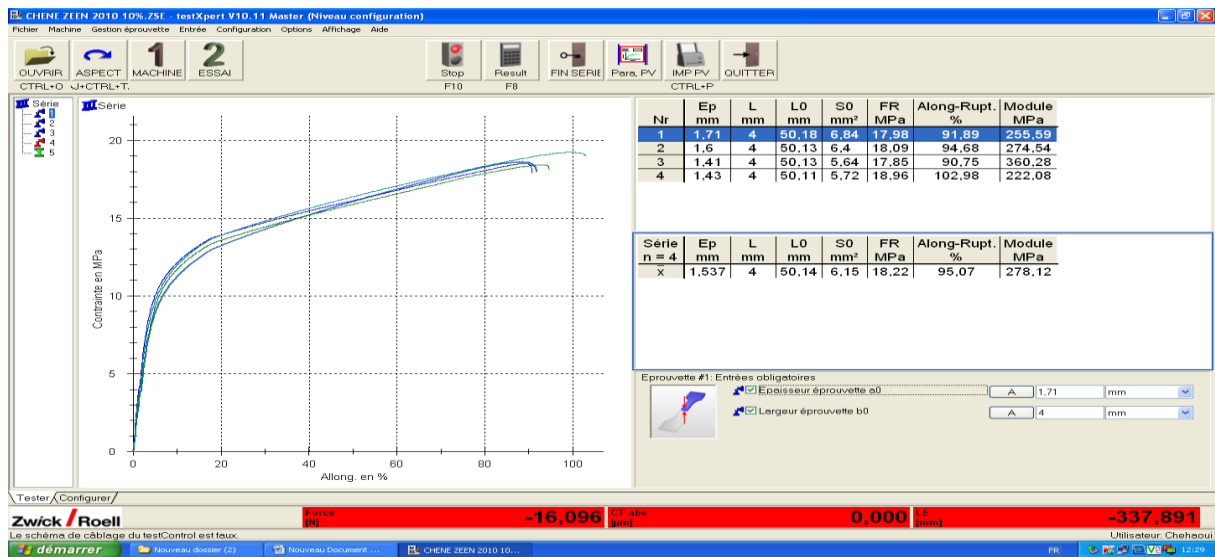 CHENE ZEEN 2010 10%.ZSE - testXpert V10.11 Master (Niveau configuration)
Fichier Machine Gestion éprouvette Entrée Configuration Options Affichage Aide
OUVRIR ASPECT MACHINE ESSAI Stop Result FIN SERIE Para. PV IMP PV QUITTER
CTRL+O J+CTRL+T. F10 F8 CTRL+P
Série
1
2
3
4
5
Série
20
15
10
5
0
Contrainte en MPa
0 20 40 60 80 100
Allong. en %
Ep L L0 S0 FR Along-Rupt. Module
Nr mm mm mm mm² MPa % MPa
1 1,71 4 50,18 6,84 17,98 91,89 255,59
2 1,6 4 50,13 6,4 18,09 94,68 274,54
3 1,41 4 50,13 5,64 17,85 90,75 360,28
4 1,43 4 50,11 5,72 18,96 102,98 222,08
Série Ep L L0 S0 FR Along-Rupt. Module
n = 4 mm mm mm mm² MPa % MPa
x̄ 1,537 4 50,14 6,15 18,22 95,07 278,12
Eprouvette #1: Entrées obligatoires
Epaisseur éprouvette a0 A 1,71 mm
Largeur éprouvette b0 A 4 mm
Tester Configurer
Zwick / Roell
Force [N] -16,096
CT abs [µm] 0,000
LE [mm] -337,891
Le schéma de câblage du testControl est faux. Utilisateur: Chehaoui
démarrer Nouveau dossier (2) Nouveau Document ... CHENE ZEEN 2010 10... FR 12:29